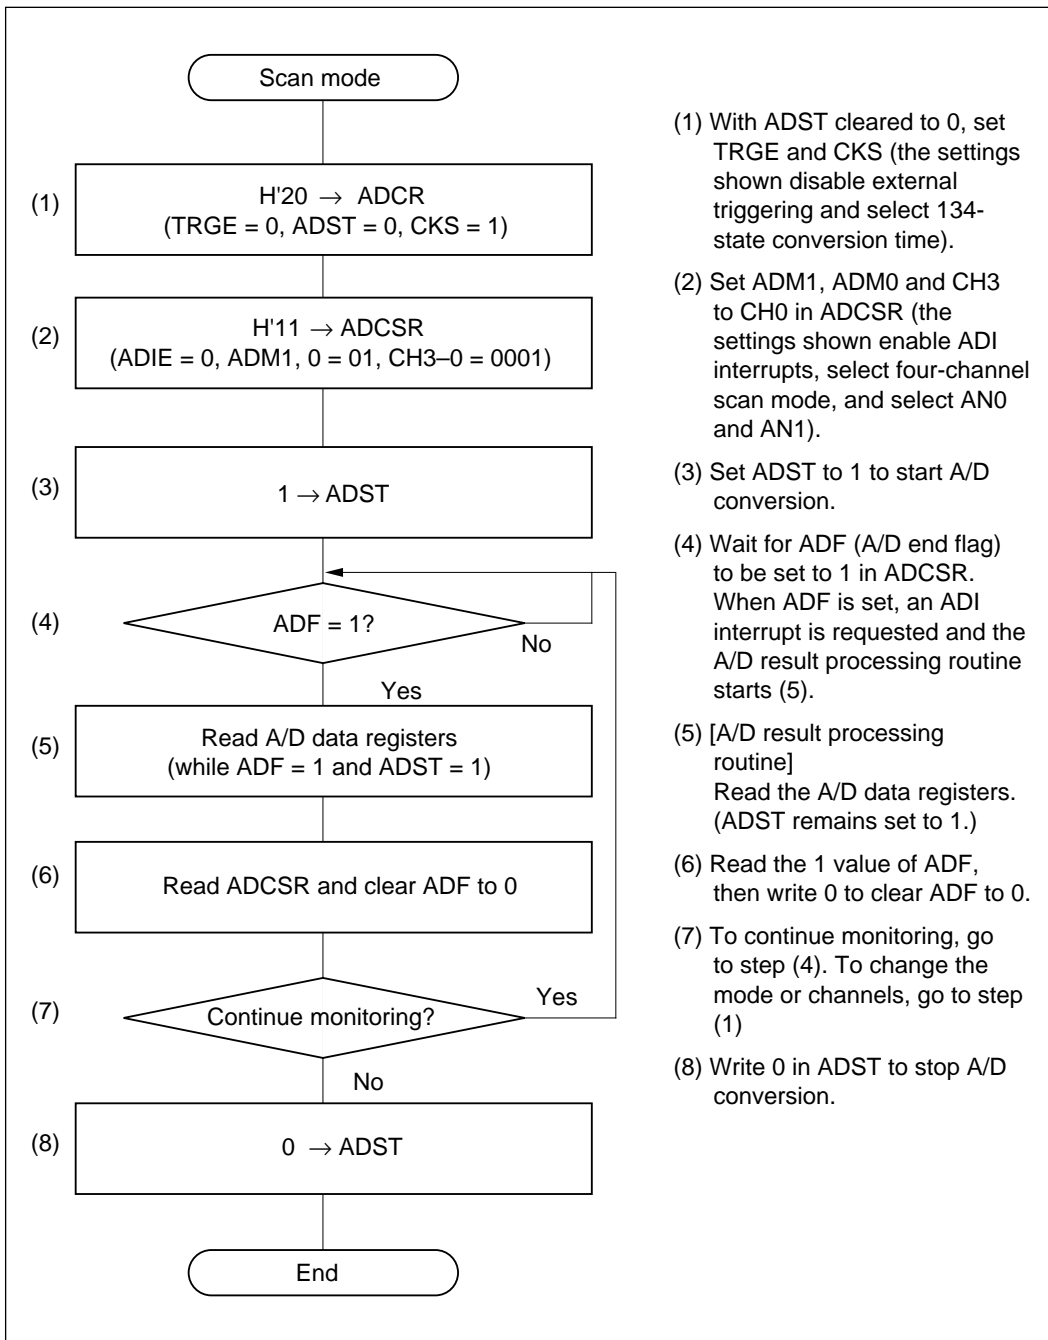 Scan mode
(1)
H'20 → ADCR
(TRGE = 0, ADST = 0, CKS = 1)
(2)
H'11 → ADCSR
(ADIE = 0, ADM1, 0 = 01, CH3–0 = 0001)
(3)
1 → ADST
(4)
ADF = 1?
No
Yes
(5)
Read A/D data registers
(while ADF = 1 and ADST = 1)
(6)
Read ADCSR and clear ADF to 0
(7)
Continue monitoring?
Yes
No
(8)
0 → ADST
End
(1) With ADST cleared to 0, set
TRGE and CKS (the settings
shown disable external
triggering and select 134-
state conversion time).
(2) Set ADM1, ADM0 and CH3
to CH0 in ADCSR (the
settings shown enable ADI
interrupts, select four-channel
scan mode, and select AN0
and AN1).
(3) Set ADST to 1 to start A/D
conversion.
(4) Wait for ADF (A/D end flag)
to be set to 1 in ADCSR.
When ADF is set, an ADI
interrupt is requested and the
A/D result processing routine
starts (5).
(5) [A/D result processing
routine]
Read the A/D data registers.
(ADST remains set to 1.)
(6) Read the 1 value of ADF,
then write 0 to clear ADF to 0.
(7) To continue monitoring, go
to step (4). To change the
mode or channels, go to step
(1)
(8) Write 0 in ADST to stop A/D
conversion.